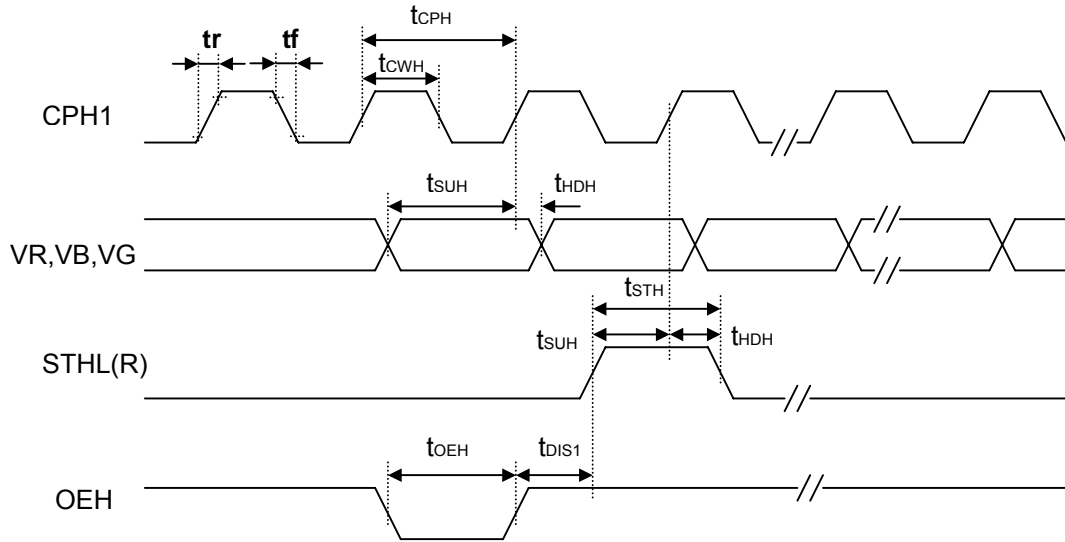 tCPH
tr tf
tCWH
CPH1
tSUH tHDH
VR,VB,VG
tSTH
tSUH tHDH
STHL(R)
tOEH tDIS1
OEH